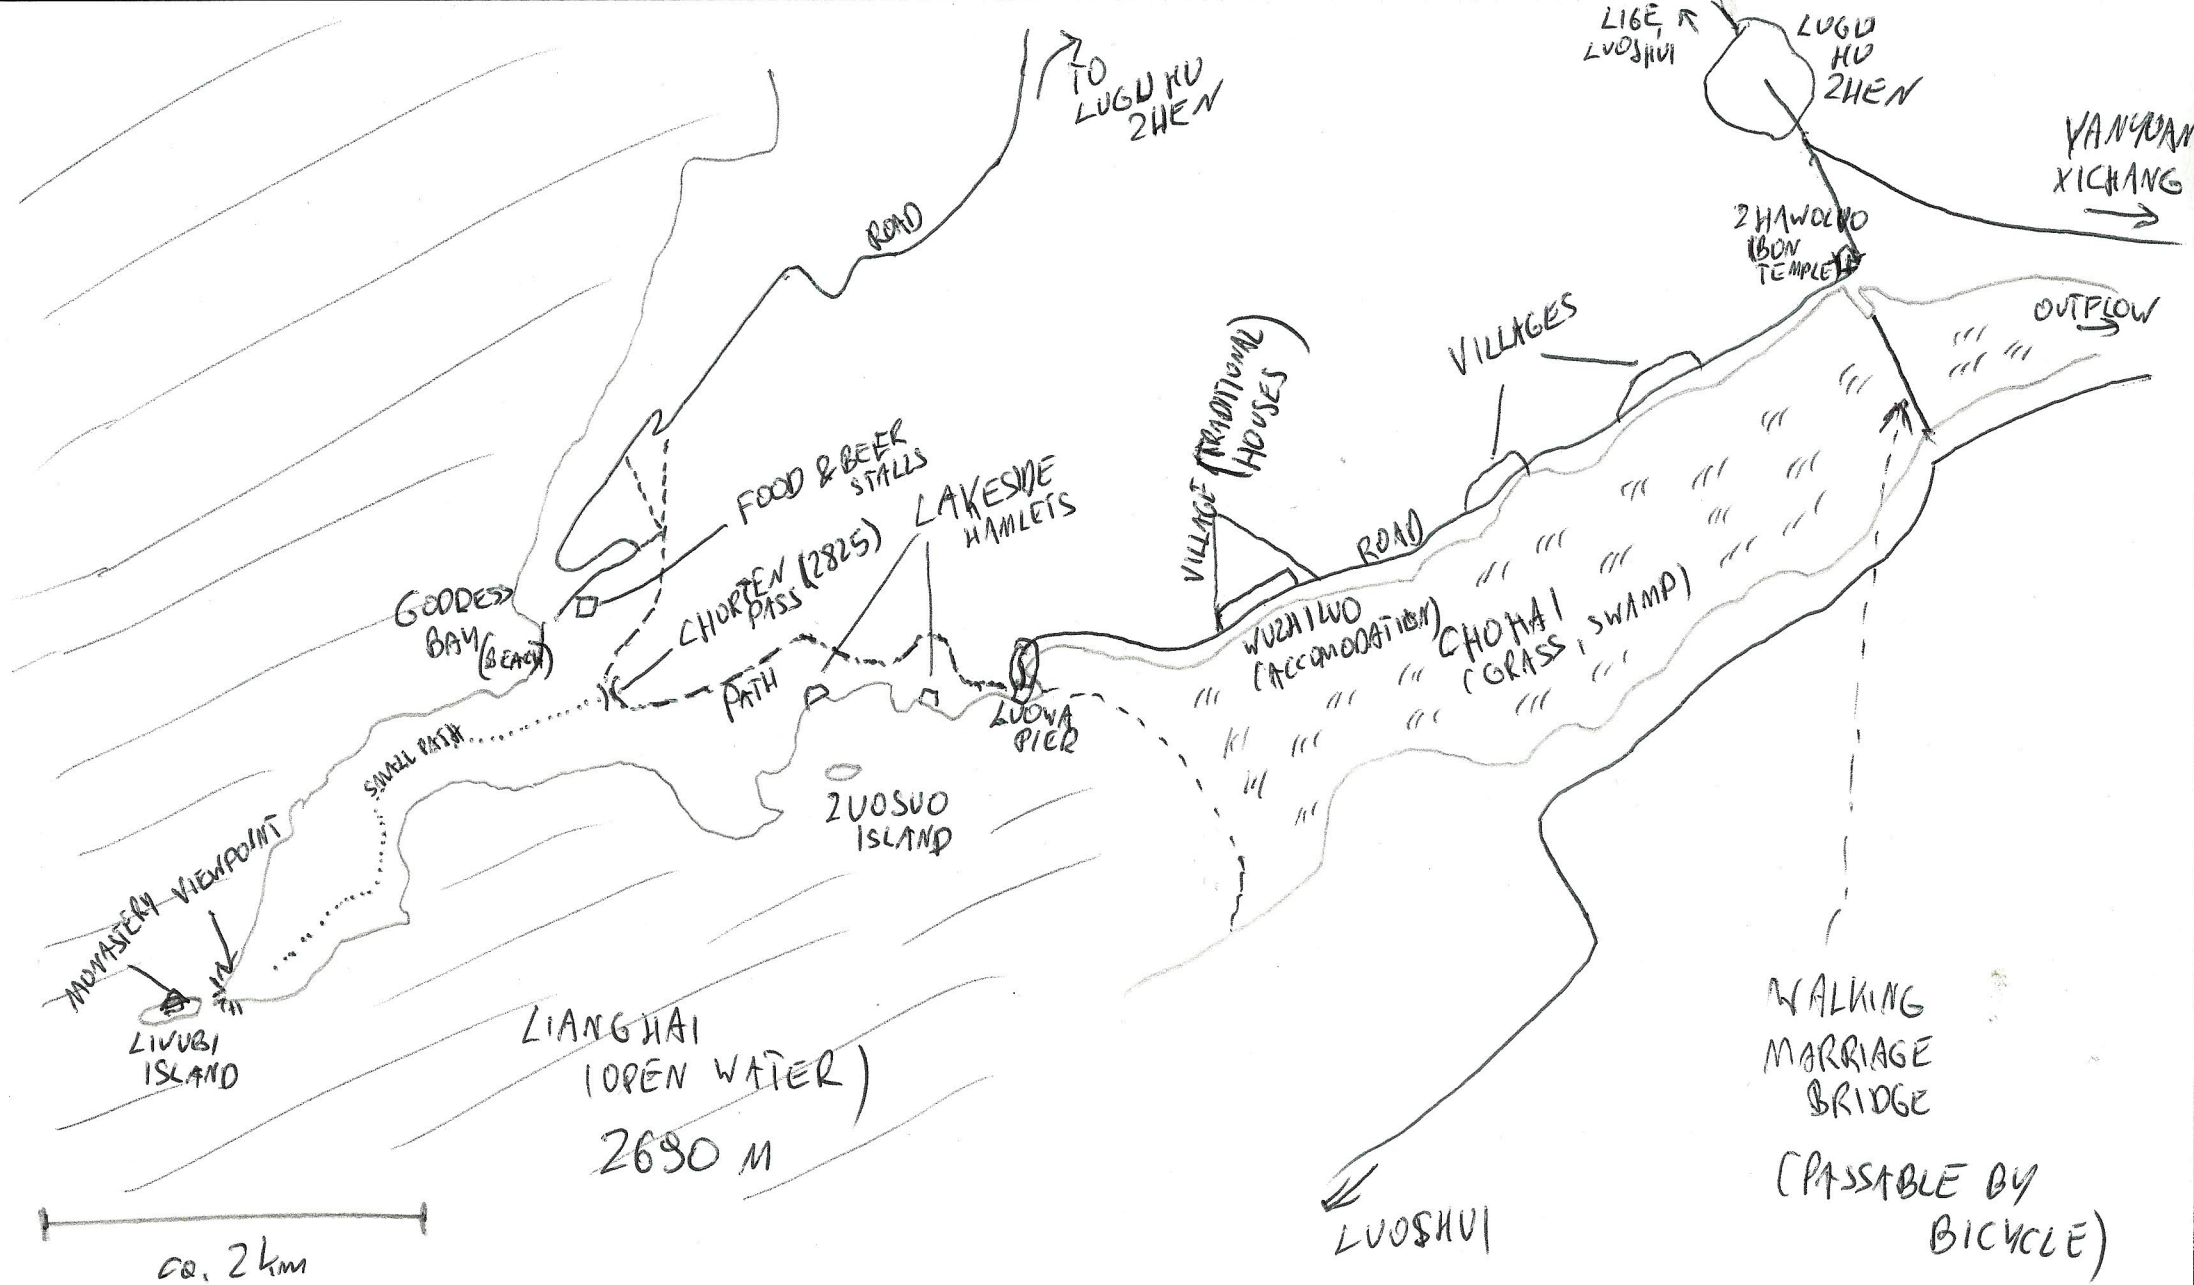 LIGE,
LUOSHUI
LUGU
HU
ZHEN
TO
LUGU HU
ZHEN
YANYUAN
XICHANG
ROAD
ZHAWOLUO
(BON
TEMPLE)
OUTFLOW
VILLAGES
VILLAGE (TRADITIONAL
HOUSES)
FOOD & BEER
STALLS
LAKESIDE
HAMLETS
CHORTEN (2825)
PASS
ROAD
GODDESS
BAY
(BEACH)
WUZHILUO
(ACCOMODATION)
CHOHAI
(GRASS, SWAMP)
PATH
LUOWA
PIER
SMALL PATH
ZUOSUO
ISLAND
VIEWPOINT
MONASTERY
LIVUBI
ISLAND
LIANGHAI
(OPEN WATER)
2690 M
WALKING
MARRIAGE
BRIDGE
(PASSABLE BY
BICYCLE)
LUOSHUI
ca. 2 km